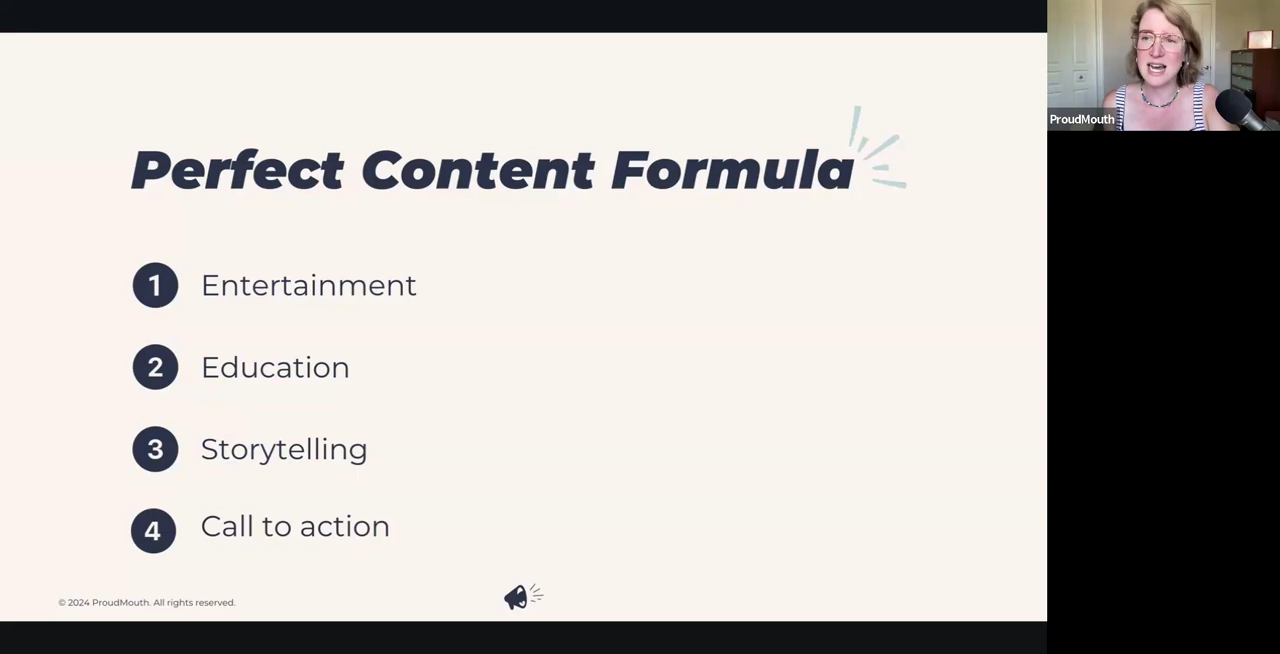 Perfect Content Formula
1 Entertainment
2 Education
3 Storytelling
4 Call to action
© 2024 ProudMouth. All rights reserved.
ProudMouth